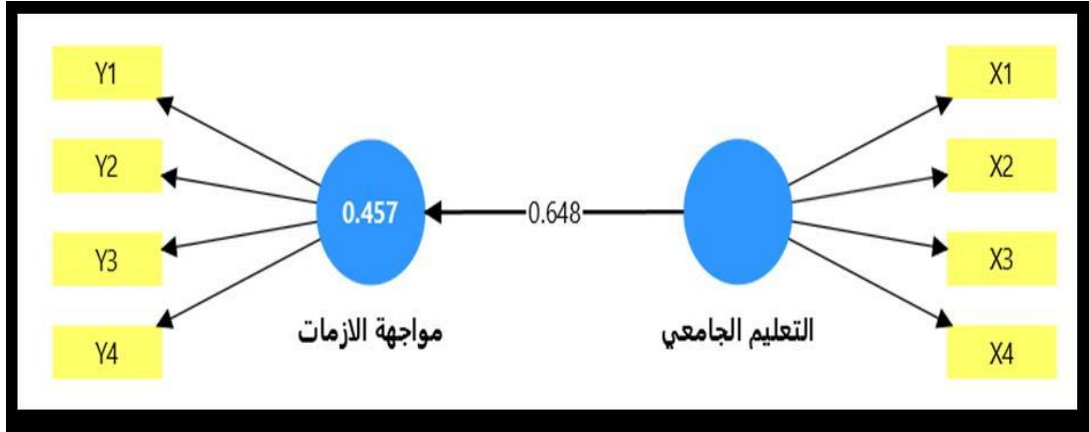 Y1
Y2
Y3
Y4
0.457
0.648
مواجهة الازمات
التعليم الجامعي
X1
X2
X3
X4